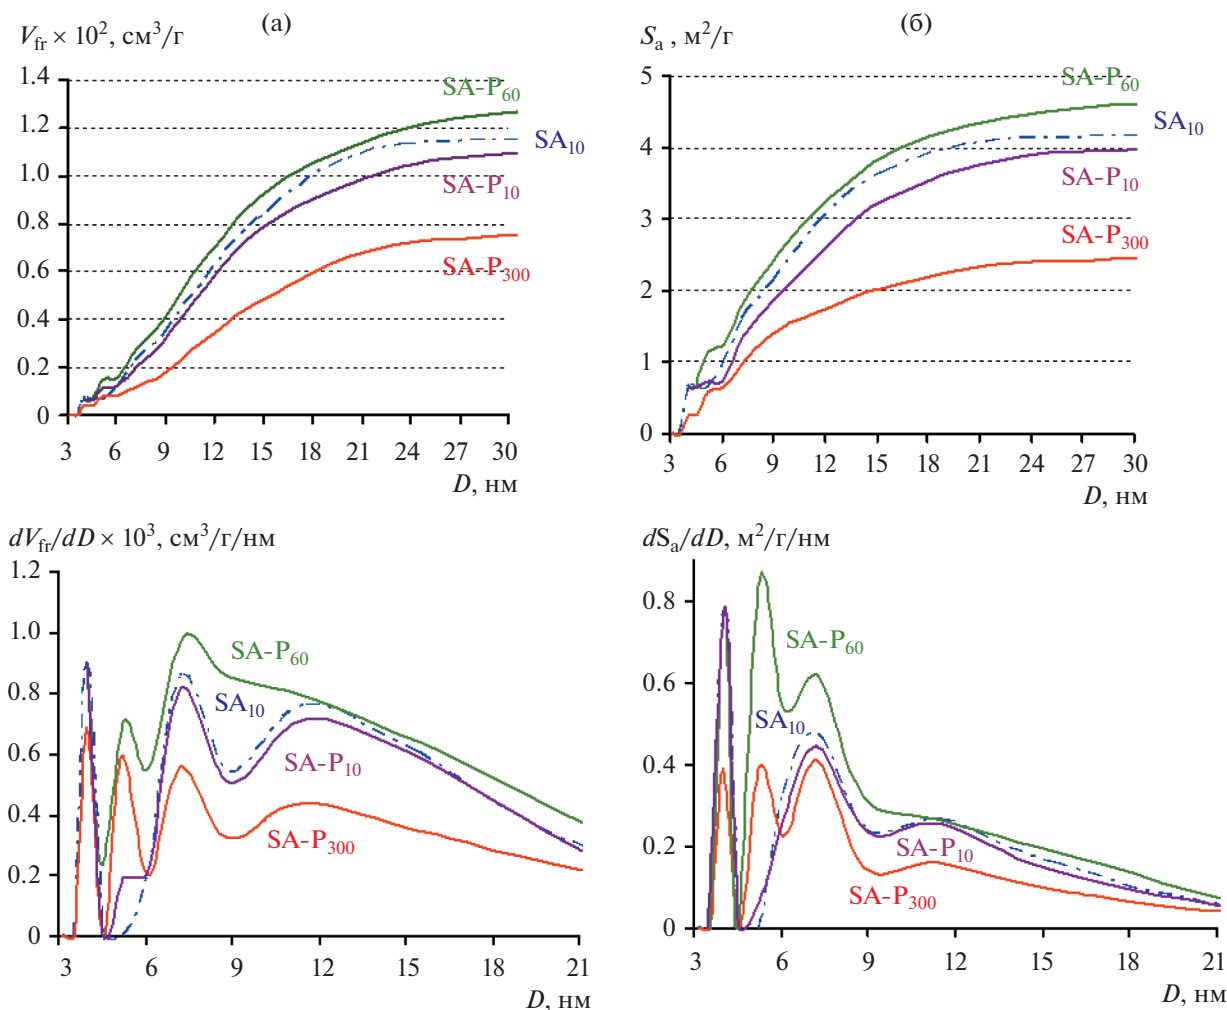 (а)
V_fr × 10², см³/г
1.4
1.2
1.0
0.8
0.6
0.4
0.2
0
SA-P₆₀
SA₁₀
SA-P₁₀
SA-P₃₀₀
3 6 9 12 15 18 21 24 27 30
D, нм
(б)
S_a , м²/г
5
4
3
2
1
0
SA-P₆₀
SA₁₀
SA-P₁₀
SA-P₃₀₀
3 6 9 12 15 18 21 24 27 30
D, нм
dV_fr/dD × 10³, см³/г/нм
1.2
1.0
0.8
0.6
0.4
0.2
0
SA-P₆₀
SA₁₀
SA-P₁₀
SA-P₃₀₀
3 6 9 12 15 18 21
D, нм
dS_a/dD, м²/г/нм
0.8
0.6
0.4
0.2
0
SA-P₆₀
SA₁₀
SA-P₁₀
SA-P₃₀₀
3 6 9 12 15 18 21
D, нм